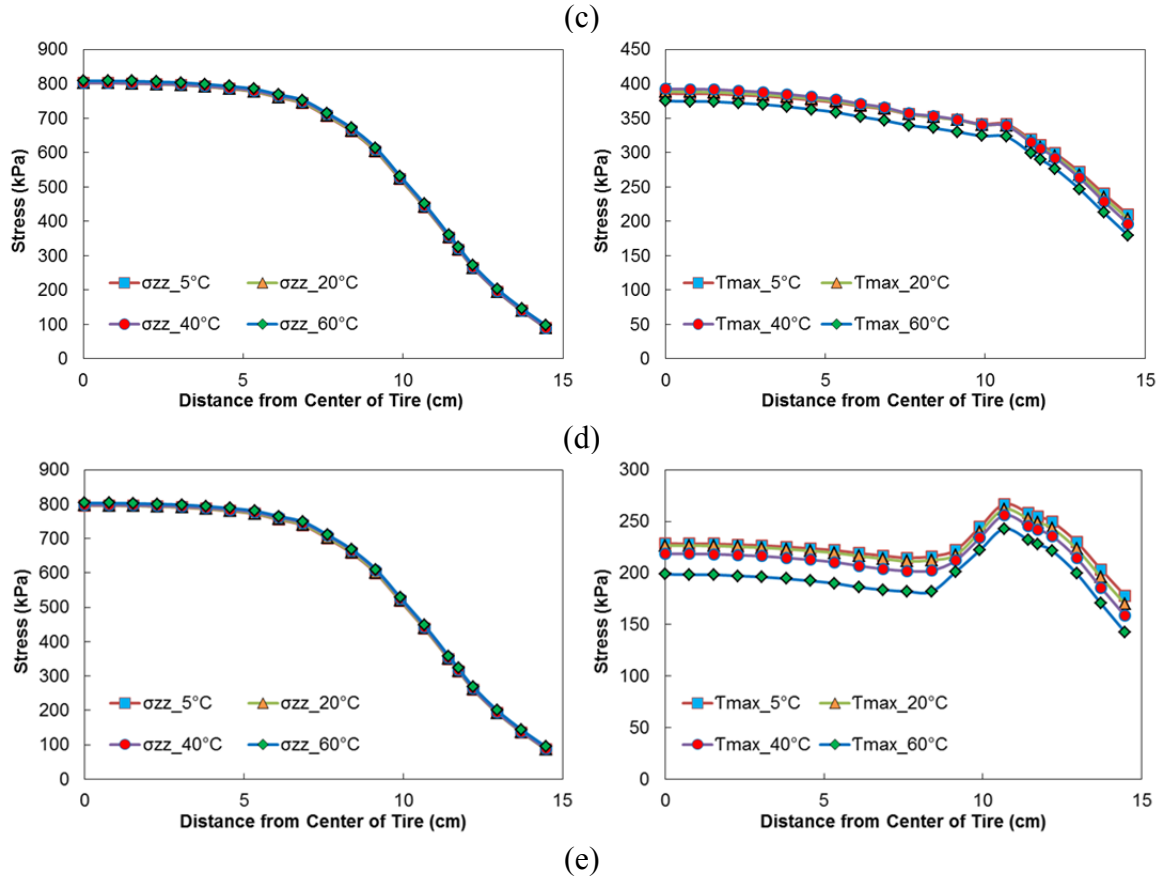 (c)
900
800
700
600
500
400
300
200
100
0
Stress (kPa)
σzz_5°C
σzz_20°C
σzz_40°C
σzz_60°C
0 5 10 15
Distance from Center of Tire (cm)
450
400
350
300
250
200
150
100
50
0
Stress (kPa)
Tmax_5°C
Tmax_20°C
Tmax_40°C
Tmax_60°C
0 5 10 15
Distance from Center of Tire (cm)
(d)
900
800
700
600
500
400
300
200
100
0
Stress (kPa)
σzz_5°C
σzz_20°C
σzz_40°C
σzz_60°C
0 5 10 15
Distance from Center of Tire (cm)
300
250
200
150
100
50
0
Stress (kPa)
Tmax_5°C
Tmax_20°C
Tmax_40°C
Tmax_60°C
0 5 10 15
Distance from Center of Tire (cm)
(e)